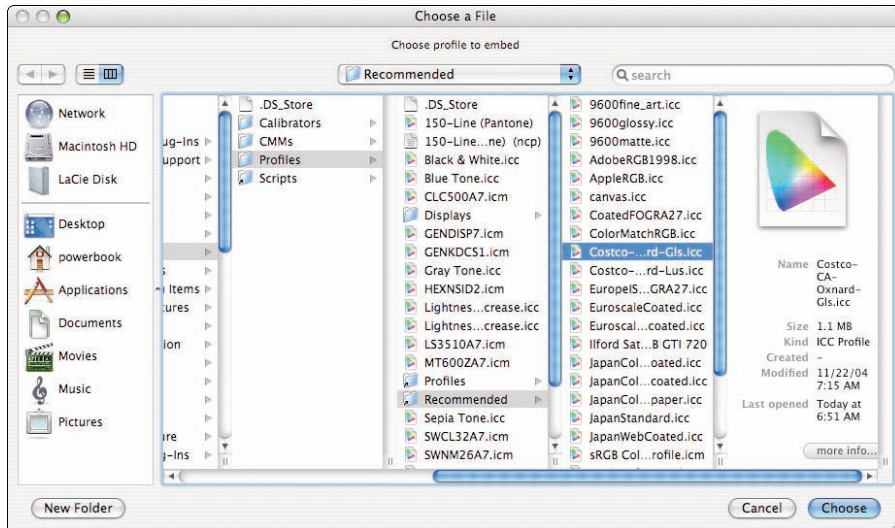 Choose a File
Choose profile to embed
Recommended
search
Network
Macintosh HD
LaCie Disk
Desktop
powerbook
Applications
Documents
Movies
Music
Pictures
ug-Ins
upport
s
) Items
tures
ion
ure
g-Ins
.DS_Store
Calibrators
CMMs
Profiles
Scripts
.DS_Store
150-Line (Pantone)
150-Line...ne) (ncp)
Black & White.icc
Blue Tone.icc
CLC500A7.icm
Displays
GENDISP7.icm
GENKDCS1.icm
Gray Tone.icc
HEXNSID2.icm
Lightnes...crease.icc
Lightnes...crease.icc
LS3510A7.icm
MT600ZA7.icm
Profiles
Recommended
Sepia Tone.icc
SWCL32A7.icm
SWNM26A7.icm
9600fine_art.icc
9600glossy.icc
9600matte.icc
AdobeRGB1998.icc
AppleRGB.icc
canvas.icc
CoatedFOGRA27.icc
ColorMatchRGB.icc
Costco-...rd-Gls.icc
Costco-...rd-Lus.icc
EuropeIS...GRA27.icc
EuroscaleCoated.icc
Euroscal...coated.icc
Ilford Sat...B GTI 720
JapanCol...oated.icc
JapanCol...coated.icc
JapanCol...paper.icc
JapanStandard.icc
JapanWebCoated.icc
sRGB Col...rofile.icm
Name Costco-
CA-
Oxnard-
Gls.icc
Size 1.1 MB
Kind ICC Profile
Created –
Modified 11/22/04
7:15 AM
Last opened Today at
6:51 AM
more info...
New Folder
Cancel
Choose